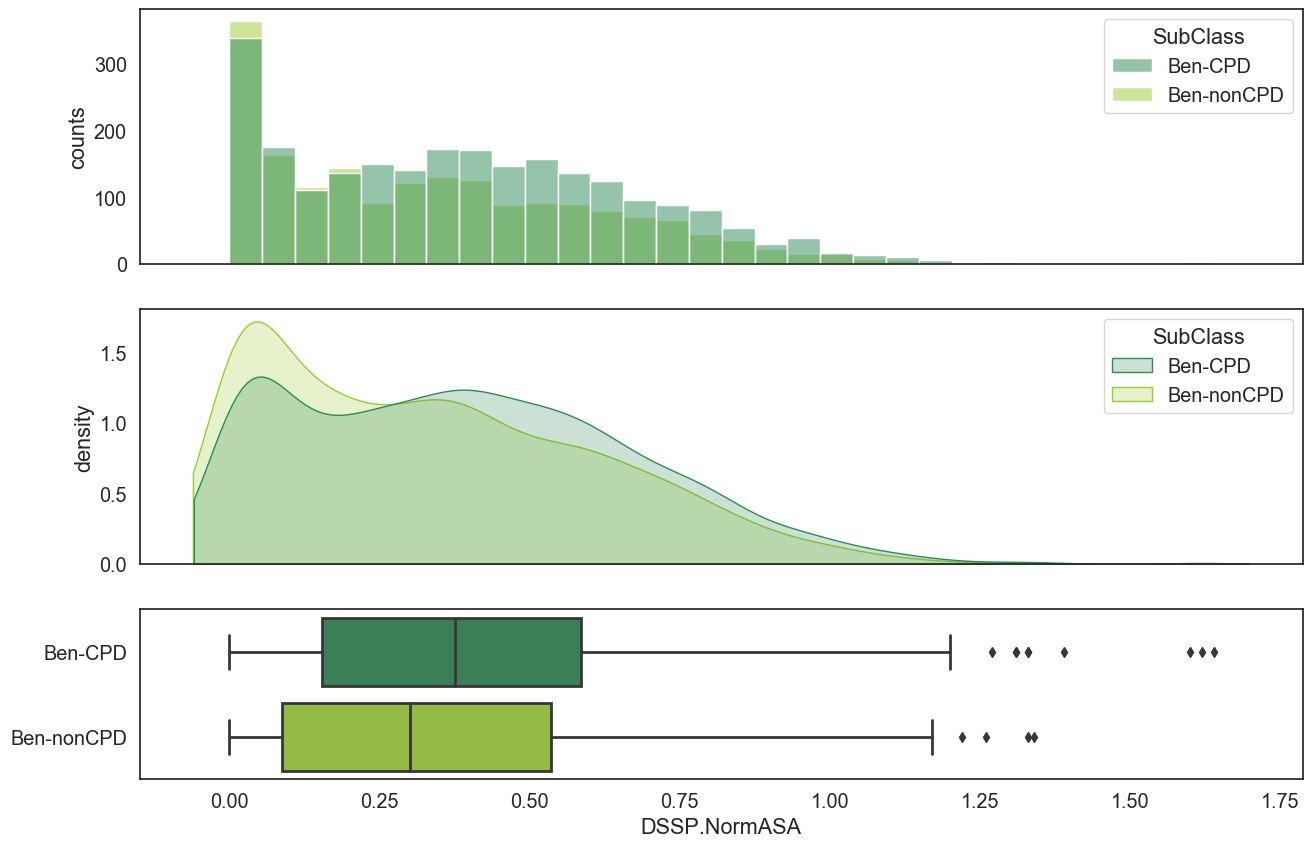 SubClass
Ben-CPD
Ben-nonCPD
counts
300
200
100
0
SubClass
Ben-CPD
Ben-nonCPD
density
1.5
1.0
0.5
0.0
Ben-CPD
Ben-nonCPD
0.00 0.25 0.50 0.75 1.00 1.25 1.50 1.75
DSSP.NormASA